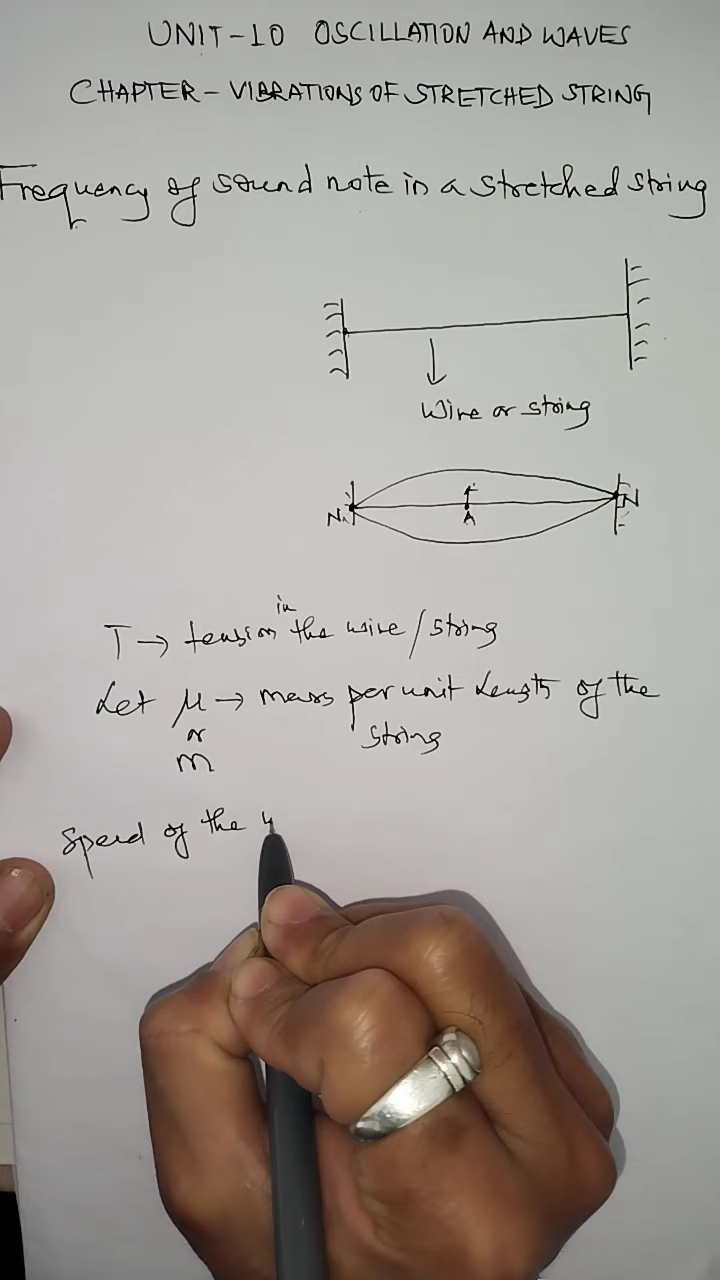 UNIT-10 OSCILLATION AND WAVES
CHAPTER - VIBRATIONS OF STRETCHED STRING
Frequency of sound note in a stretched string
Wire or string
N A N
T → tension in the wire / string
Let μ → mass per unit length of the
or string
m
Speed of the